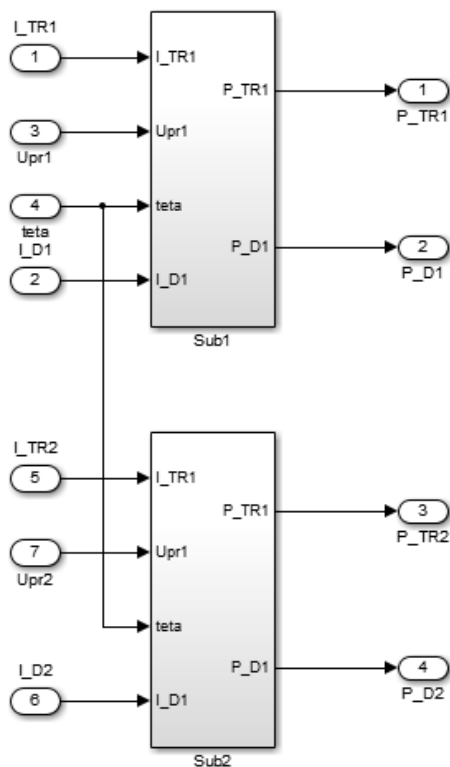 I_TR1
1
I_TR1
P_TR1
1
P_TR1
3
Upr1
Upr1
4
teta
teta
I_D1
2
I_D1
P_D1
2
P_D1
Sub1
I_TR2
5
I_TR1
P_TR1
3
P_TR2
7
Upr2
Upr1
teta
I_D2
6
I_D1
P_D1
4
P_D2
Sub2